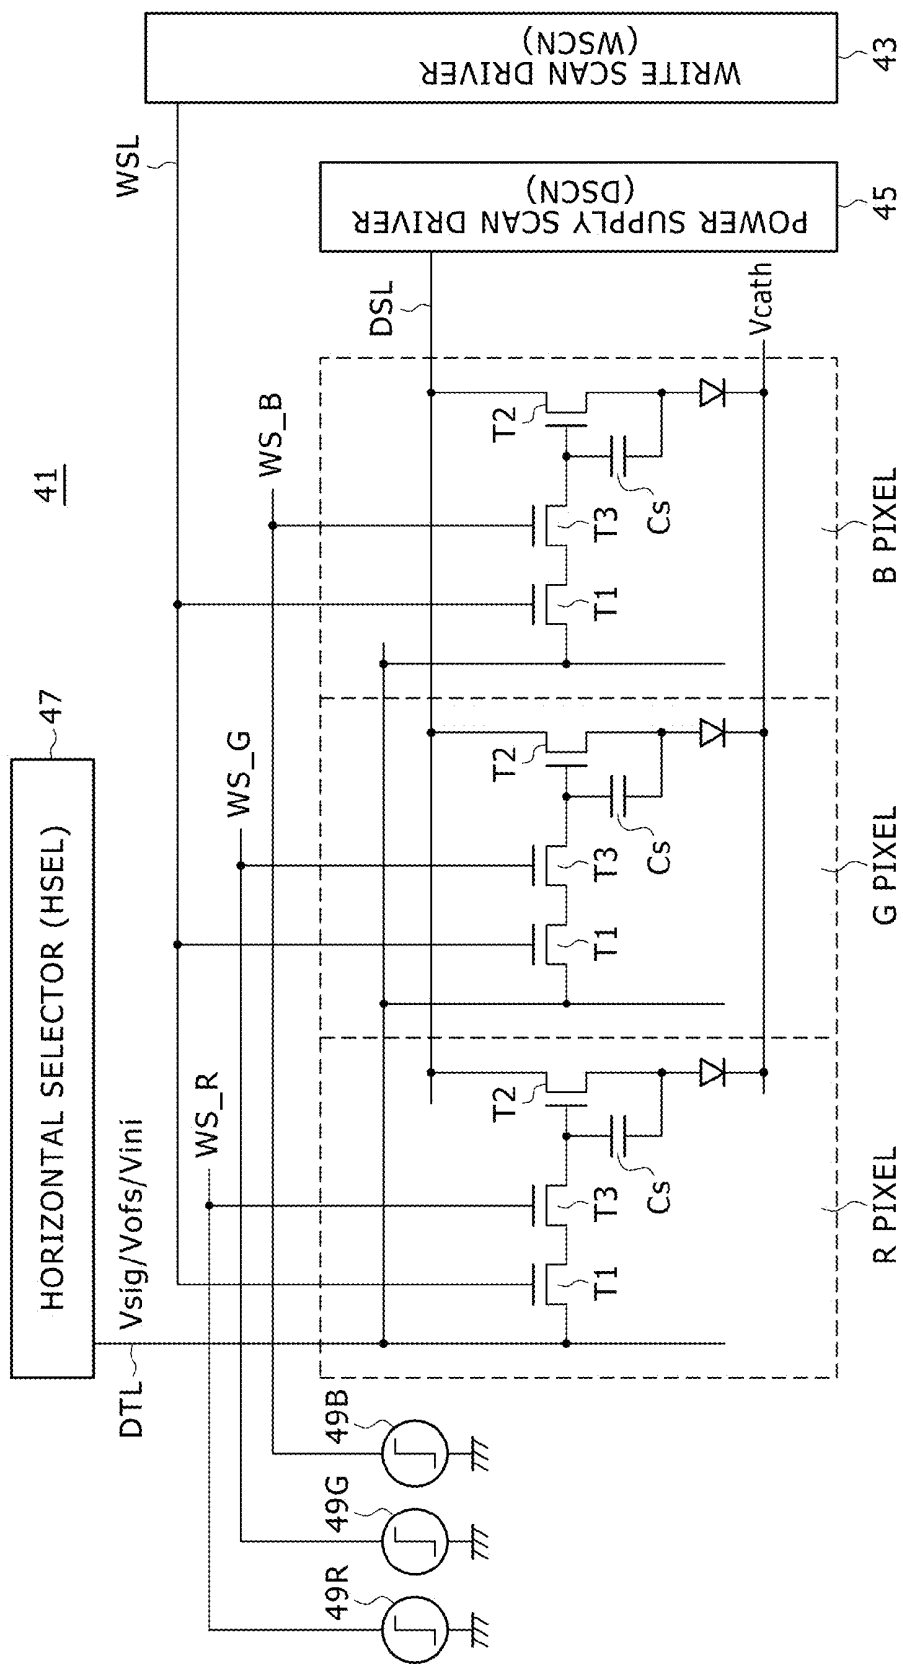 41
HORIZONTAL SELECTOR (HSEL)
47
DTL
Vsig/Vofs/Vini
WSL
WRITE SCAN DRIVER
(WSCN)
43
WS_R
WS_G
WS_B
DSL
POWER SUPPLY SCAN DRIVER
(DSCN)
45
49R
49G
49B
T1
T3
T2
Cs
T1
T3
T2
Cs
T1
T3
T2
Cs
Vcath
R PIXEL
G PIXEL
B PIXEL